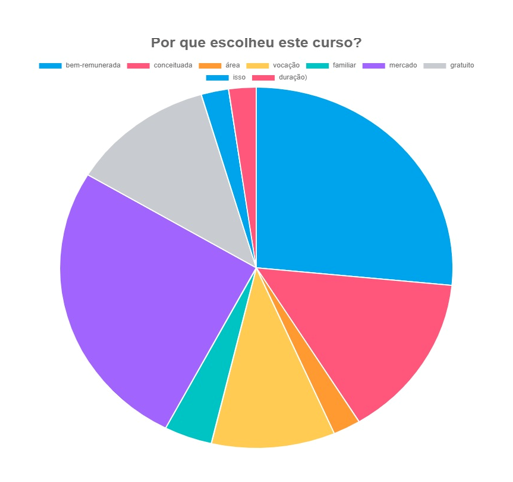 Por que escolheu este curso?
bem-remunerada conceituada área vocação familiar mercado gratuito
isso duração)